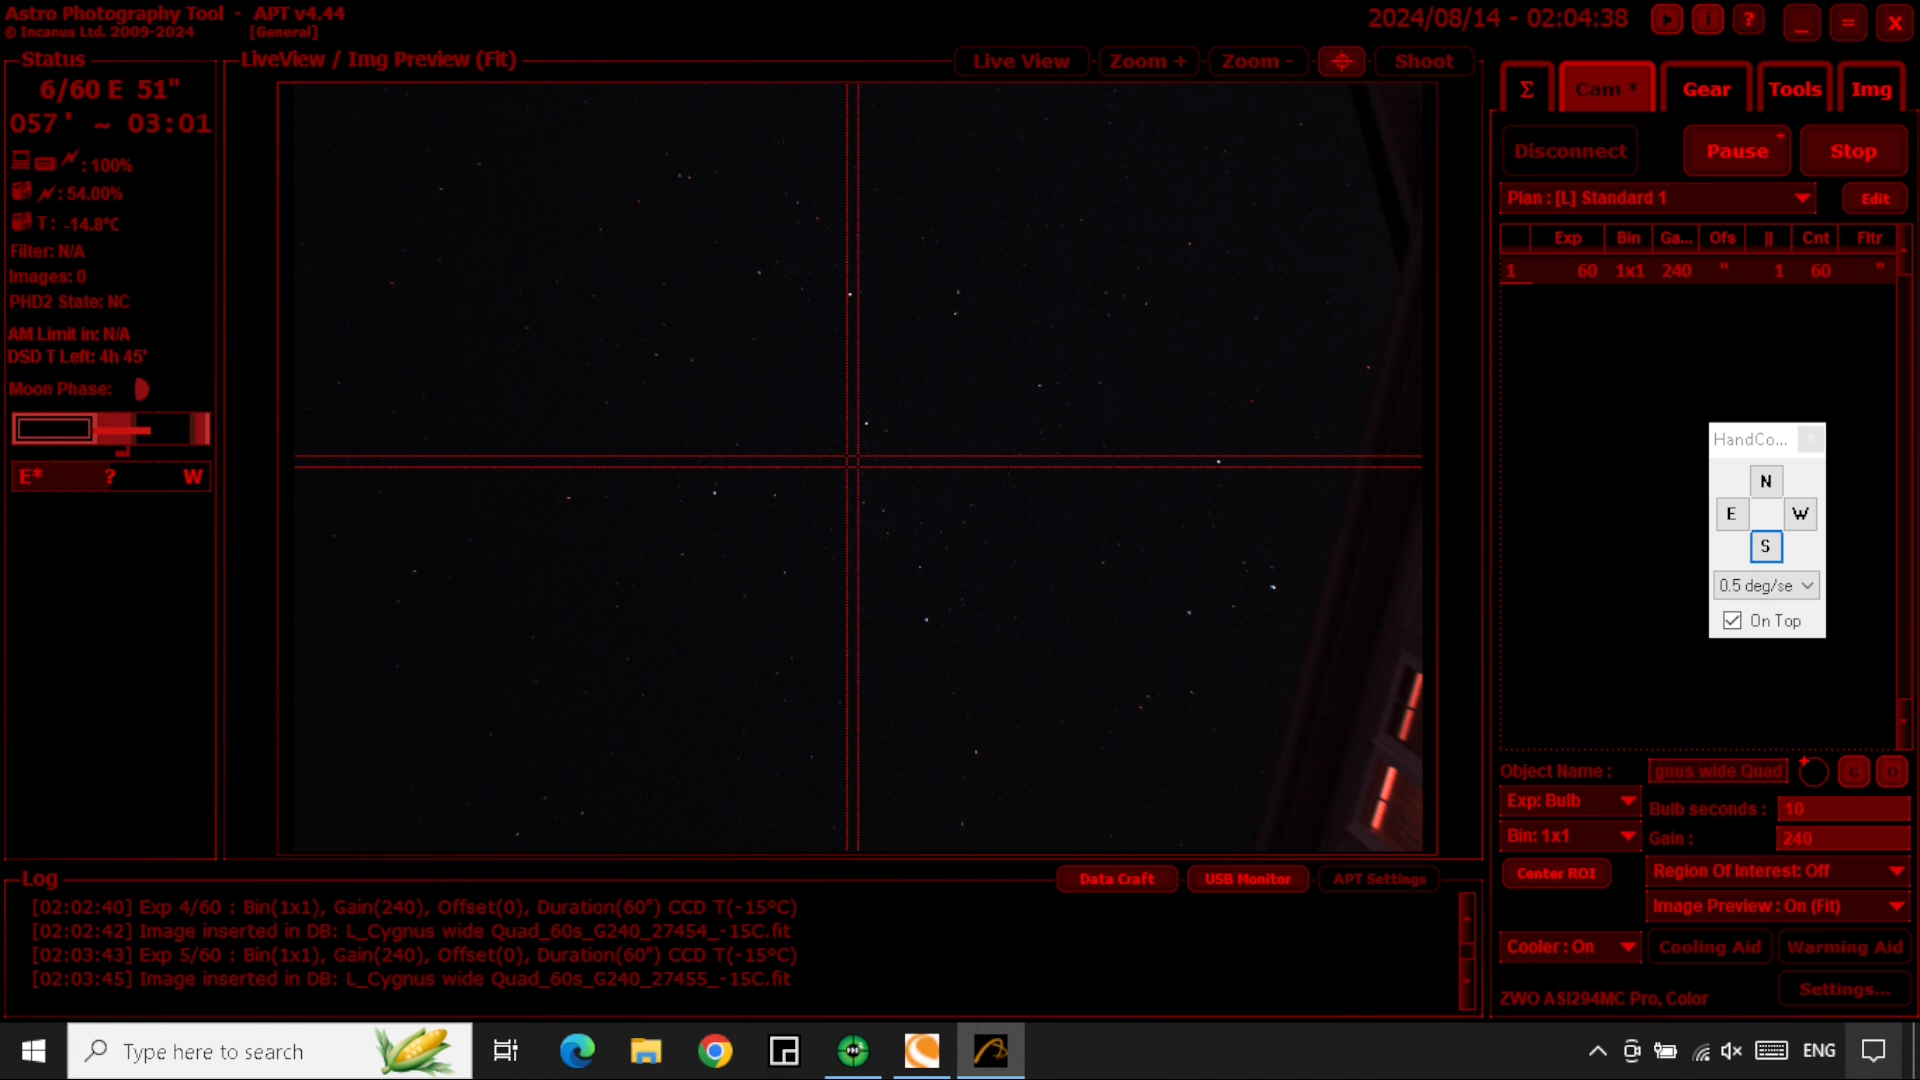 Astro Photography Tool - APT v4.44
© Incanus Ltd. 2009-2024 [General]
2024/08/14 - 02:04:38
? _ = X
Status
6/60 E 51"
057' ~ 03:01
: 100%
: 54.00%
T: -14.8°C
Filter: N/A
Images: 0
PHD2 State: NC
AM Limit in: N/A
DSD T Left: 4h 45'
Moon Phase:
E* ? W
LiveView / Img Preview (Fit)
Live View Zoom + Zoom - Shoot
Σ Cam * Gear Tools Img
Disconnect Pause + Stop
Plan : [L] Standard 1 Edit
Exp Bin Ga... Ofs || Cnt Fltr
1 60 1x1 240 " 1 60 "
HandCo... x
N
E W
S
0.5 deg/se
On Top
Object Name : gnus wide Quad
Exp: Bulb Bulb seconds : 10
Bin: 1x1 Gain : 240
Center ROI Region Of Interest: Off
Image Preview : On (Fit)
Cooler : On Cooling Aid Warming Aid
ZWO ASI294MC Pro, Color Settings...
Log
Data Craft USB Monitor APT Settings
[02:02:40] Exp 4/60 : Bin(1x1), Gain(240), Offset(0), Duration(60") CCD T(-15°C)
[02:02:42] Image inserted in DB: L_Cygnus wide Quad_60s_G240_27454_-15C.fit
[02:03:43] Exp 5/60 : Bin(1x1), Gain(240), Offset(0), Duration(60") CCD T(-15°C)
[02:03:45] Image inserted in DB: L_Cygnus wide Quad_60s_G240_27455_-15C.fit
Type here to search
ENG